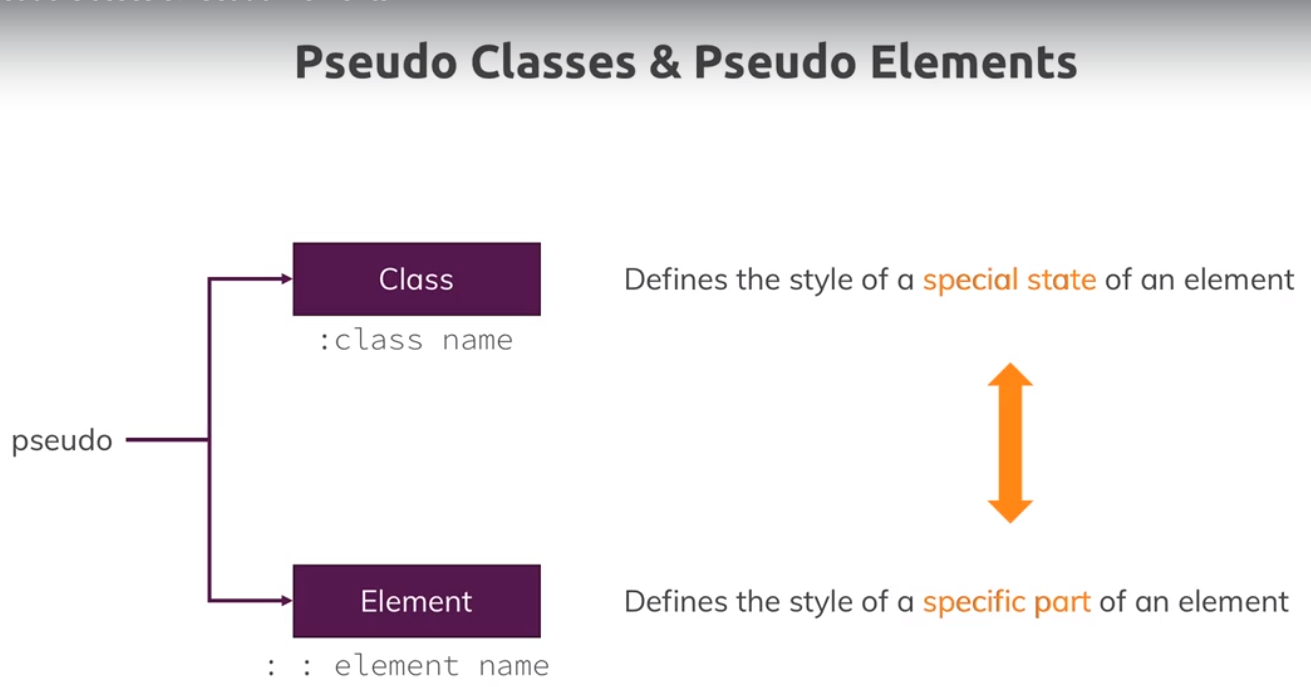 Pseudo Classes & Pseudo Elements
Class
Defines the style of a special state of an element
:class name
pseudo
Element
Defines the style of a specific part of an element
: : element name